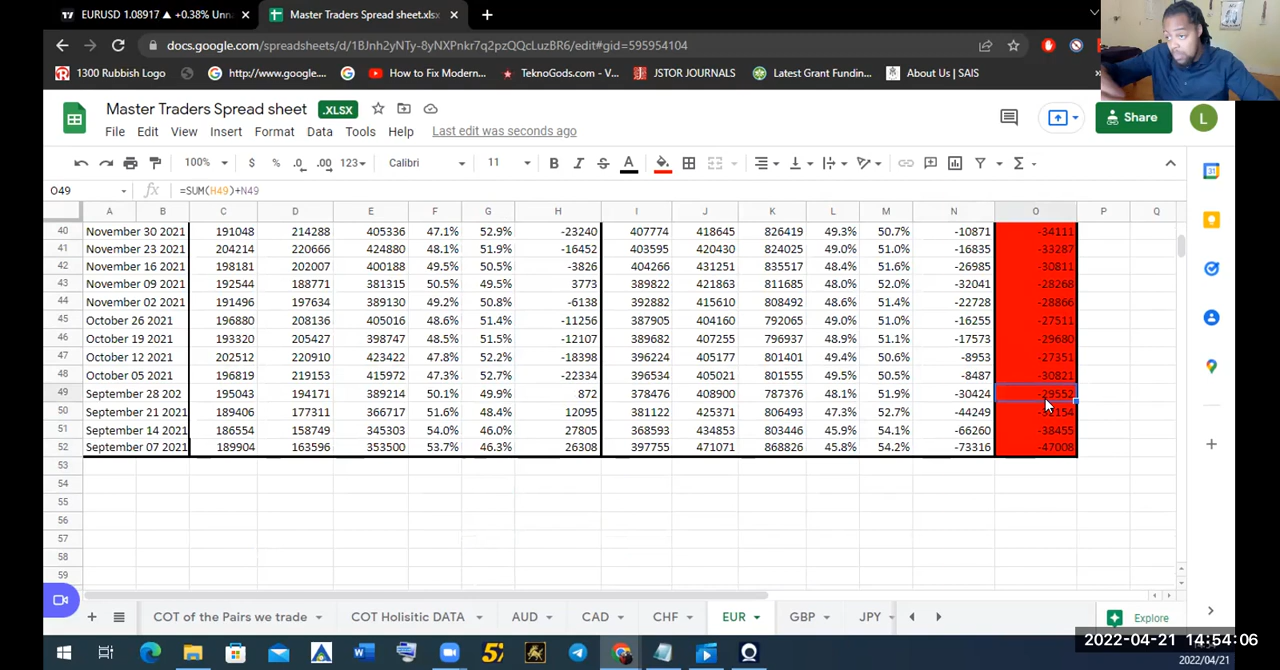 EURUSD 1.08917 ▲ +0.38% Unna
Master Traders Spread sheet.xlsx
docs.google.com/spreadsheets/d/1BJnh2yNTy-8yNXPnkr7q2pzQQcLuzBR6/edit#gid=595954104
1300 Rubbish Logo http://www.google.... How to Fix Modern... TeknoGods.com - V... JSTOR JOURNALS Latest Grant Fundin... About Us | SAIS »
Master Traders Spread sheet .XLSX
File Edit View Insert Format Data Tools Help Last edit was seconds ago
Share L
100% $ % .0 .00 123 Calibri 11 B I S A Σ
O49 fx =SUM(H49)+N49
A B C D E F G H I J K L M N O P Q
40 November 30 2021 191048 214288 405336 47.1% 52.9% -23240 407774 418645 826419 49.3% 50.7% -10871 -34111
41 November 23 2021 204214 220666 424880 48.1% 51.9% -16452 403595 420430 824025 49.0% 51.0% -16835 -33287
42 November 16 2021 198181 202007 400188 49.5% 50.5% -3826 404266 431251 835517 48.4% 51.6% -26985 -30811
43 November 09 2021 192544 188771 381315 50.5% 49.5% 3773 389822 421863 811685 48.0% 52.0% -32041 -28268
44 November 02 2021 191496 197634 389130 49.2% 50.8% -6138 392882 415610 808492 48.6% 51.4% -22728 -28866
45 October 26 2021 196880 208136 405016 48.6% 51.4% -11256 387905 404160 792065 49.0% 51.0% -16255 -27511
46 October 19 2021 193320 205427 398747 48.5% 51.5% -12107 389682 407255 796937 48.9% 51.1% -17573 -29680
47 October 12 2021 202512 220910 423422 47.8% 52.2% -18398 396224 405177 801401 49.4% 50.6% -8953 -27351
48 October 05 2021 196819 219153 415972 47.3% 52.7% -22334 396534 405021 801555 49.5% 50.5% -8487 -30821
49 September 28 202 195043 194171 389214 50.1% 49.9% 872 378476 408900 787376 48.1% 51.9% -30424 -29552
50 September 21 2021 189406 177311 366717 51.6% 48.4% 12095 381122 425371 806493 47.3% 52.7% -44249
51 September 14 2021 186554 158749 345303 54.0% 46.0% 27805 368593 434853 803446 45.9% 54.1% -66260 -38455
52 September 07 2021 189904 163596 353500 53.7% 46.3% 26308 397755 471071 868826 45.8% 54.2% -73316 -47008
53
54
55
56
57
58
59
COT of the Pairs we trade COT Holisitic DATA AUD CAD CHF EUR GBP JPY Explore
2022-04-21 14:54:06
2022/04/21